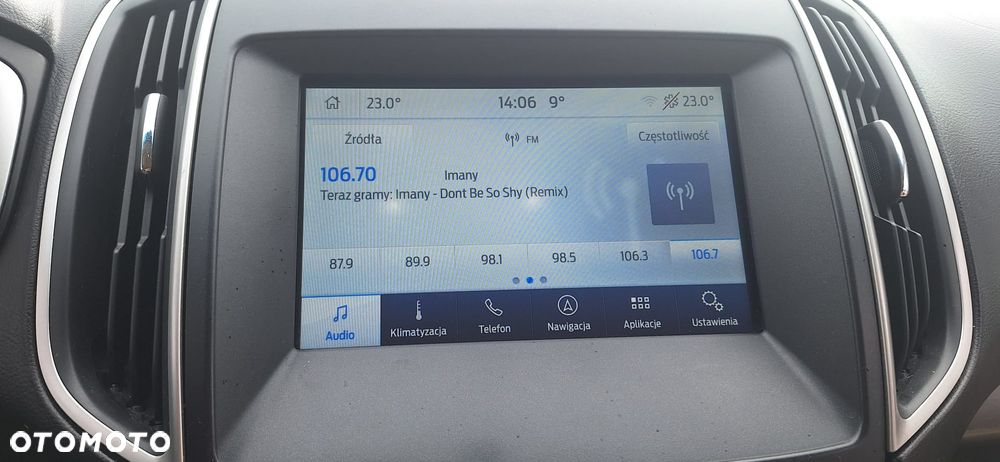 23.0° 14:06 9° 23.0°
Źródła FM Częstotliwość
106.70 Imany
Teraz gramy: Imany - Dont Be So Shy (Remix)
87.9 89.9 98.1 98.5 106.3 106.7
Audio Klimatyzacja Telefon Nawigacja Aplikacje Ustawienia
OTOMOTO